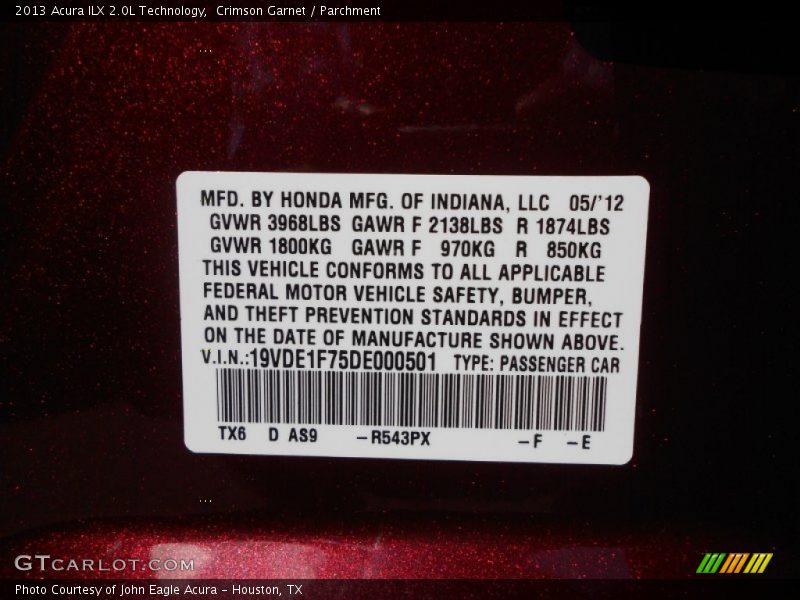 2013 Acura ILX 2.0L Technology,  Crimson Garnet / Parchment
MFD. BY HONDA MFG. OF INDIANA, LLC 05/'12
GVWR 3968LBS GAWR F 2138LBS R 1874LBS
GVWR 1800KG GAWR F 970KG R 850KG
THIS VEHICLE CONFORMS TO ALL APPLICABLE
FEDERAL MOTOR VEHICLE SAFETY, BUMPER,
AND THEFT PREVENTION STANDARDS IN EFFECT
ON THE DATE OF MANUFACTURE SHOWN ABOVE.
V.I.N.:19VDE1F75DE000501 TYPE: PASSENGER CAR
TX6 D AS9 –R543PX –F –E
GTCARLOT.COM
Photo Courtesy of John Eagle Acura - Houston, TX